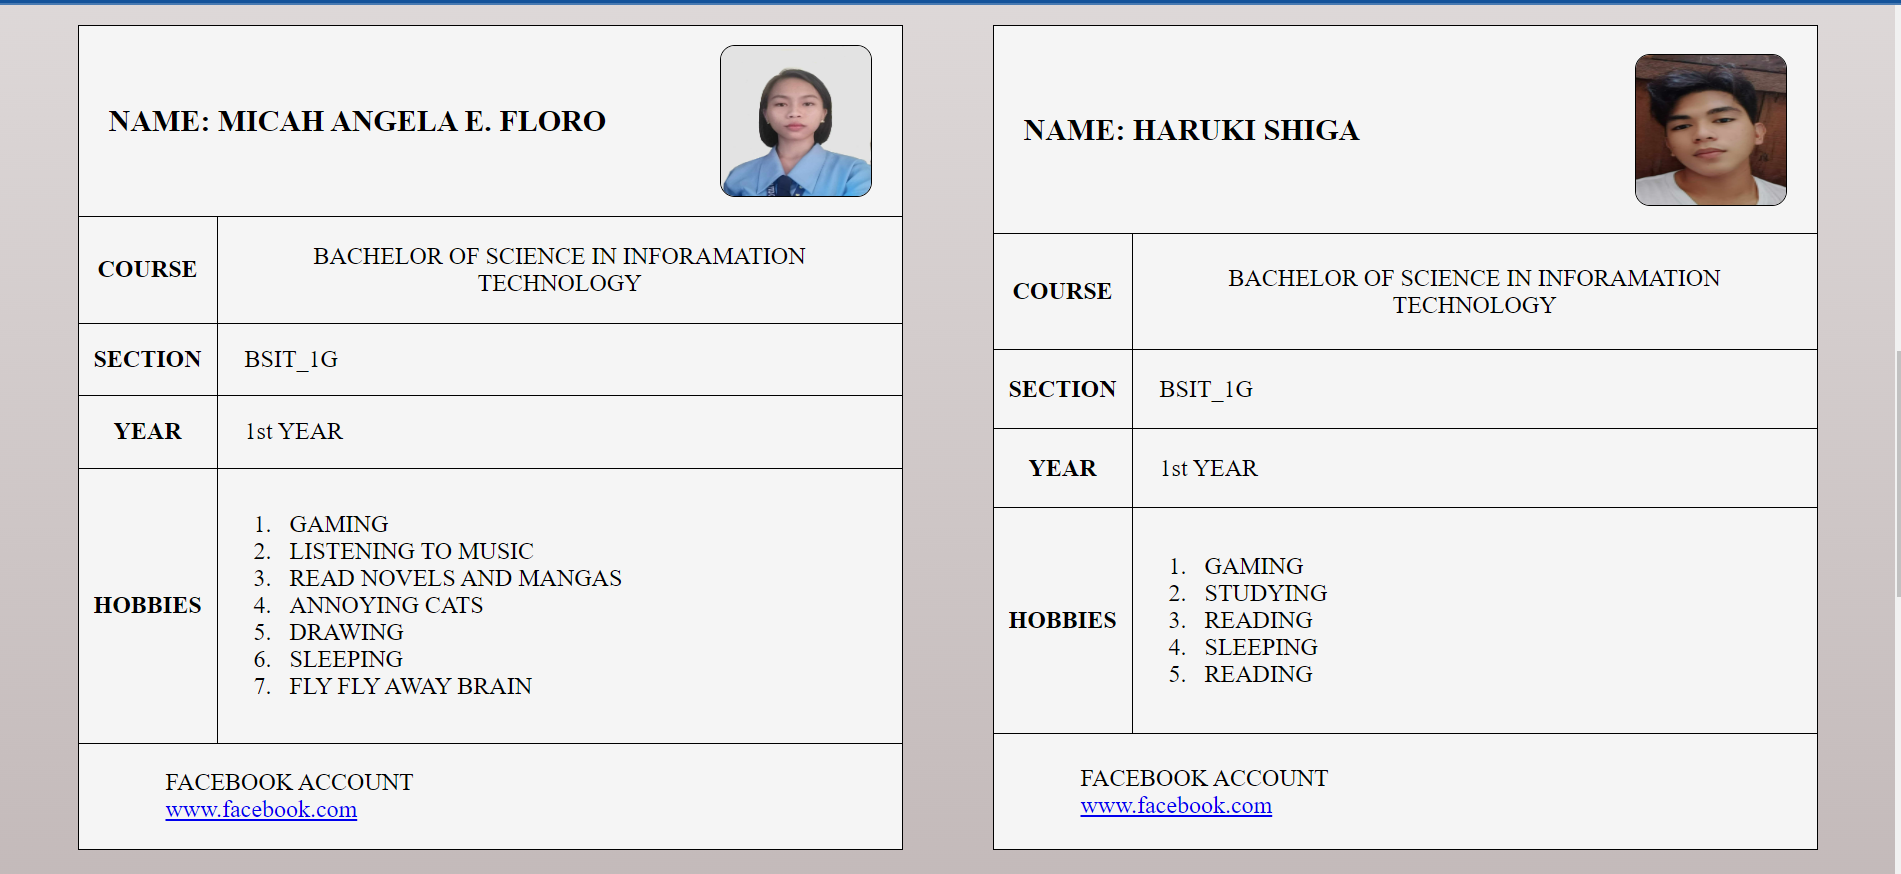 NAME: MICAH ANGELA E. FLORO
COURSE
BACHELOR OF SCIENCE IN INFORAMATION
TECHNOLOGY
SECTION
BSIT_1G
YEAR
1st YEAR
HOBBIES
1. GAMING
2. LISTENING TO MUSIC
3. READ NOVELS AND MANGAS
4. ANNOYING CATS
5. DRAWING
6. SLEEPING
7. FLY FLY AWAY BRAIN
FACEBOOK ACCOUNT
www.facebook.com
NAME: HARUKI SHIGA
COURSE
BACHELOR OF SCIENCE IN INFORAMATION
TECHNOLOGY
SECTION
BSIT_1G
YEAR
1st YEAR
HOBBIES
1. GAMING
2. STUDYING
3. READING
4. SLEEPING
5. READING
FACEBOOK ACCOUNT
www.facebook.com